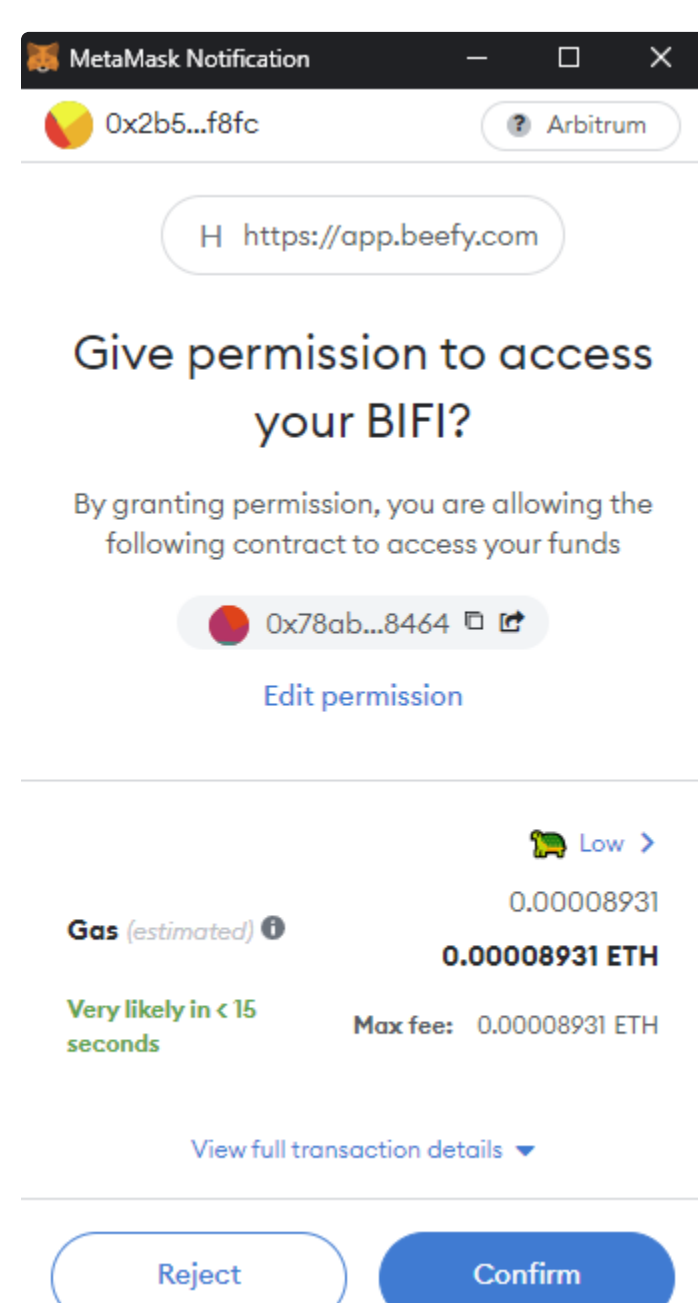 MetaMask Notification
0x2b5...f8fc
? Arbitrum
H https://app.beefy.com
Give permission to access
your BIFI?
By granting permission, you are allowing the
following contract to access your funds
0x78ab...8464
Edit permission
Low
0.00008931
Gas (estimated)
0.00008931 ETH
Very likely in < 15
seconds
Max fee: 0.00008931 ETH
View full transaction details
Reject Confirm